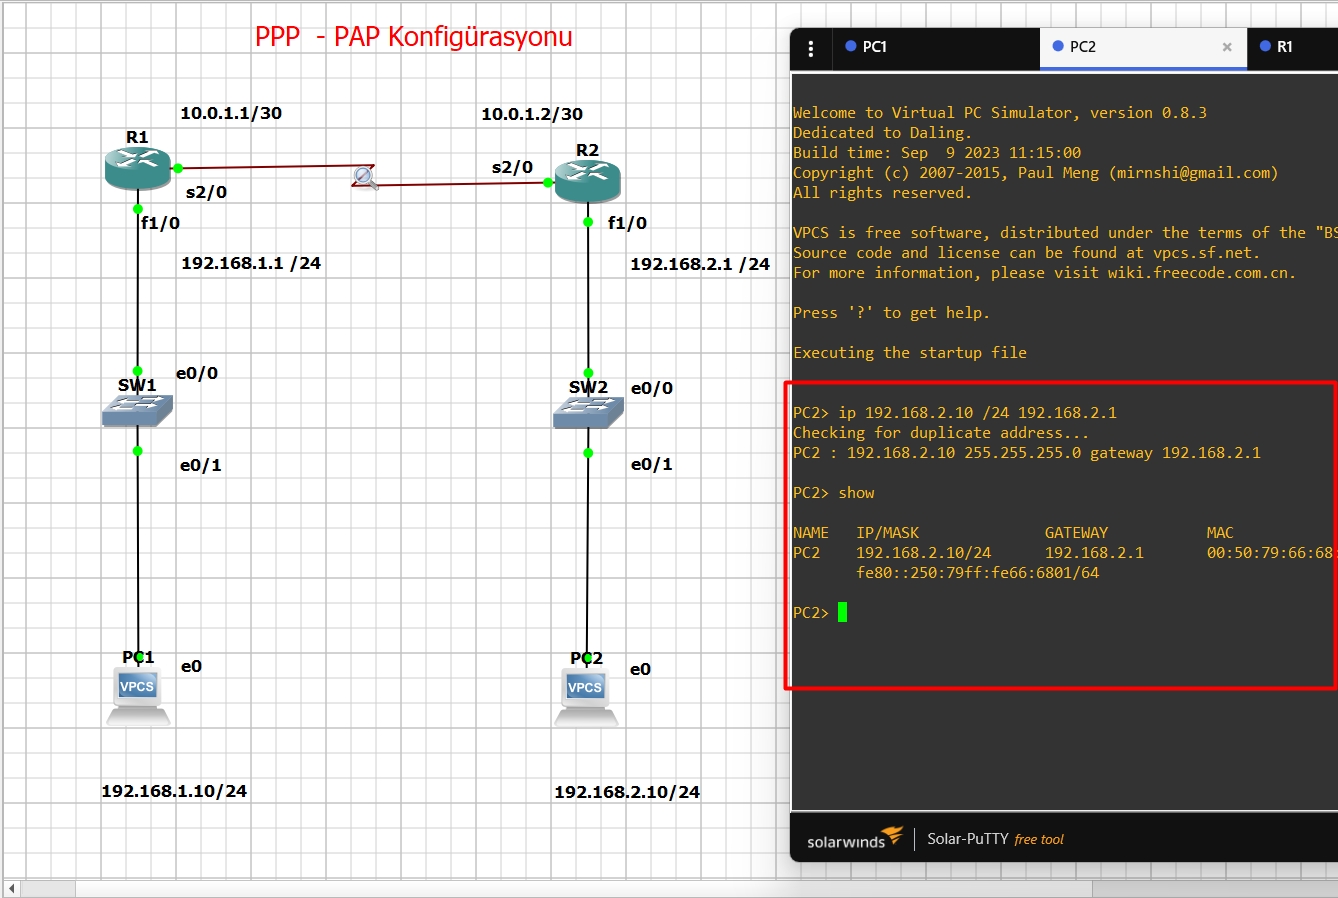 PPP - PAP Konfigürasyonu
10.0.1.1/30
10.0.1.2/30
R1
R2
s2/0
s2/0
f1/0
f1/0
192.168.1.1 /24
192.168.2.1 /24
SW1
e0/0
SW2
e0/0
e0/1
e0/1
PC1
e0
PC2
e0
VPCS
VPCS
192.168.1.10/24
192.168.2.10/24
PC1
PC2
×
R1
Welcome to Virtual PC Simulator, version 0.8.3
Dedicated to Daling.
Build time: Sep 9 2023 11:15:00
Copyright (c) 2007-2015, Paul Meng (mirnshi@gmail.com)
All rights reserved.
VPCS is free software, distributed under the terms of the "BS
Source code and license can be found at vpcs.sf.net.
For more information, please visit wiki.freecode.com.cn.
Press '?' to get help.
Executing the startup file
PC2> ip 192.168.2.10 /24 192.168.2.1
Checking for duplicate address...
PC2 : 192.168.2.10 255.255.255.0 gateway 192.168.2.1
PC2> show
NAME IP/MASK GATEWAY MAC
PC2 192.168.2.10/24 192.168.2.1 00:50:79:66:68:
fe80::250:79ff:fe66:6801/64
PC2>
solarwinds
Solar-PuTTY free tool